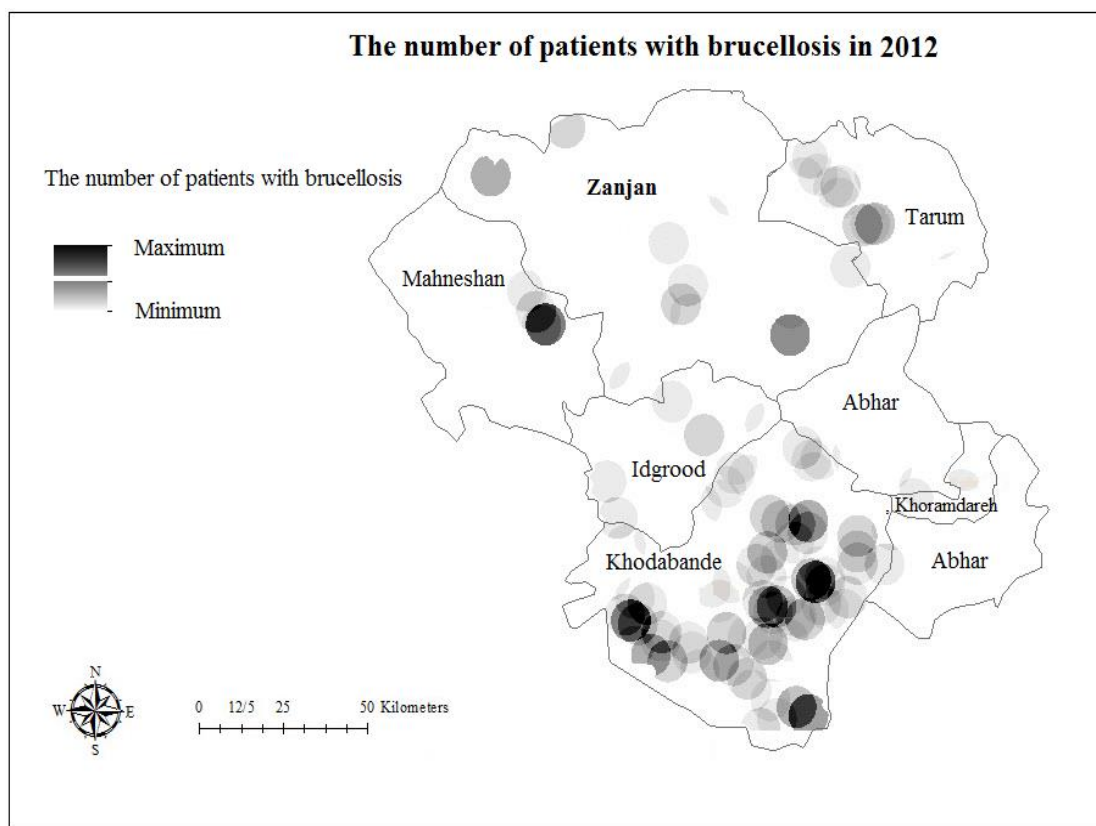 The number of patients with brucellosis in 2012
The number of patients with brucellosis
Maximum
Minimum
Zanjan
Tarum
Mahneshan
Abhar
Idgrood
Khoramdareh
Khodabande
Abhar
N
W E
S
0 12/5 25 50 Kilometers